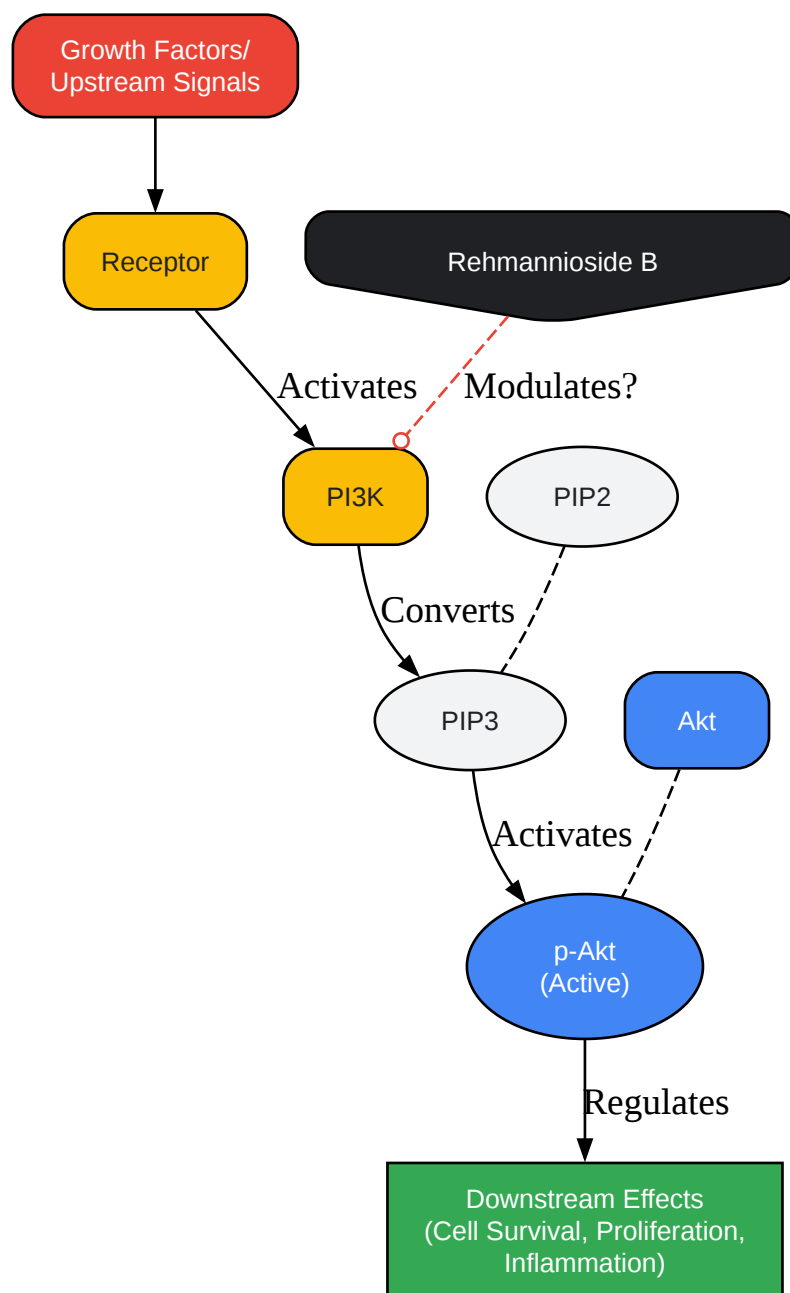 Growth Factors/
Upstream Signals
Receptor
Rehmannioside B
Activates
Modulates?
PI3K
PIP2
Converts
PIP3
Akt
Activates
p-Akt
(Active)
Regulates
Downstream Effects
(Cell Survival, Proliferation,
Inflammation)